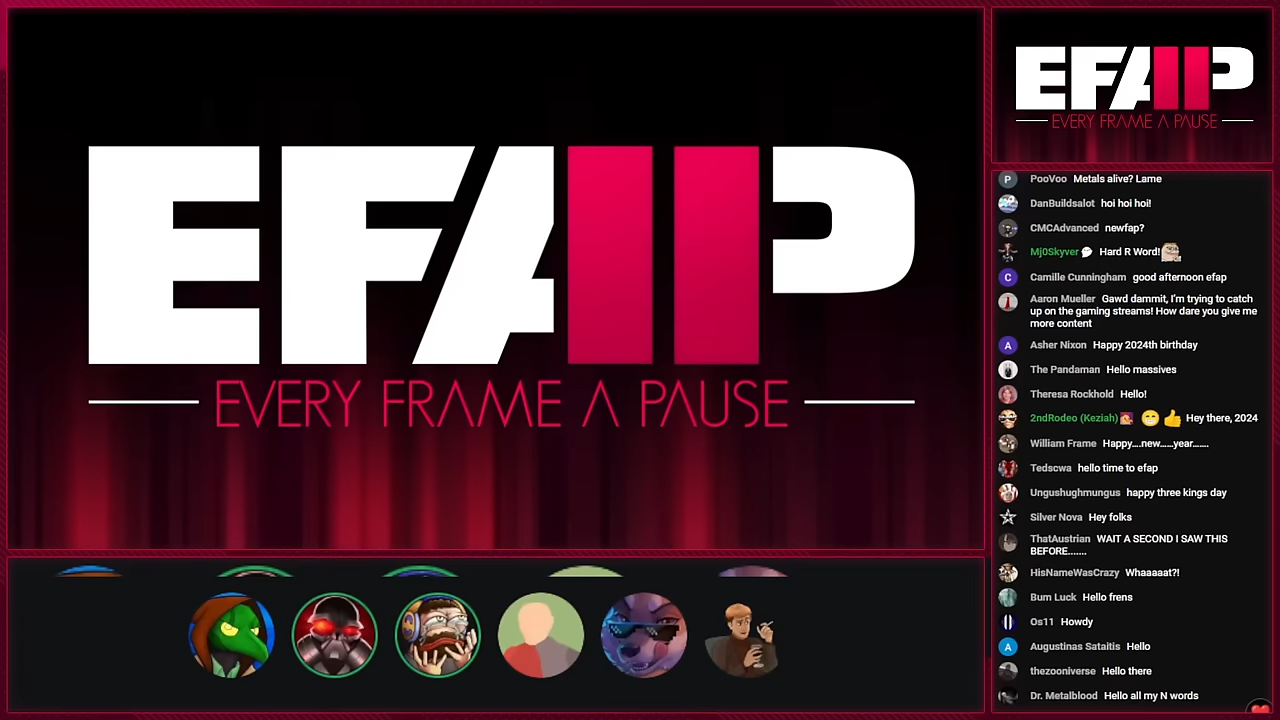 EFAP
EVERY FRAME A PAUSE
EFAP
EVERY FRAME A PAUSE
P PooVoo Metals alive? Lame
DanBuildsalot hoi hoi hoi!
CMCAdvanced newfap?
Mj0Skyver Hard R Word!
C Camille Cunningham good afternoon efap
Aaron Mueller Gawd dammit, I'm trying to catch
up on the gaming streams! How dare you give me
more content
A Asher Nixon Happy 2024th birthday
The Pandaman Hello massives
Theresa Rockhold Hello!
2ndRodeo (Keziah) Hey there, 2024
William Frame Happy....new.....year.......
Tedscwa hello time to efap
Ungushughmungus happy three kings day
Silver Nova Hey folks
ThatAustrian WAIT A SECOND I SAW THIS
BEFORE.......
HisNameWasCrazy Whaaaaat?!
Bum Luck Hello frens
Os11 Howdy
A Augustinas Sataitis Hello
thezooniverse Hello there
Dr. Metalblood Hello all my N words